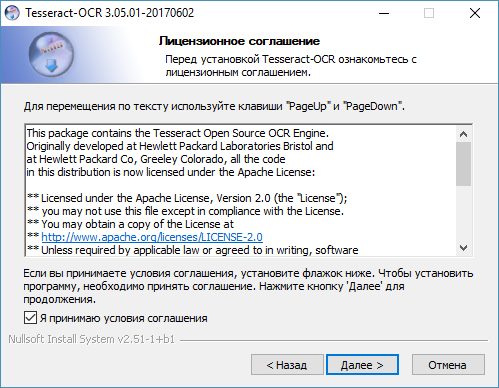 Tesseract-OCR 3.05.01-20170602
Лицензионное соглашение
Перед установкой Tesseract-OCR ознакомьтесь с
лицензионным соглашением.
Для перемещения по тексту используйте клавиши "PageUp" и "PageDown".
This package contains the Tesseract Open Source OCR Engine.
Originally developed at Hewlett Packard Laboratories Bristol and
at Hewlett Packard Co, Greeley Colorado, all the code
in this distribution is now licensed under the Apache License:
** Licensed under the Apache License, Version 2.0 (the "License");
** you may not use this file except in compliance with the License.
** You may obtain a copy of the License at
** http://www.apache.org/licenses/LICENSE-2.0
** Unless required by applicable law or agreed to in writing, software
Если вы принимаете условия соглашения, установите флажок ниже. Чтобы установить
программу, необходимо принять соглашение. Нажмите кнопку 'Далее' для
продолжения.
Я принимаю условия соглашения
Nullsoft Install System v2.51-1+b1
< Назад
Далее >
Отмена